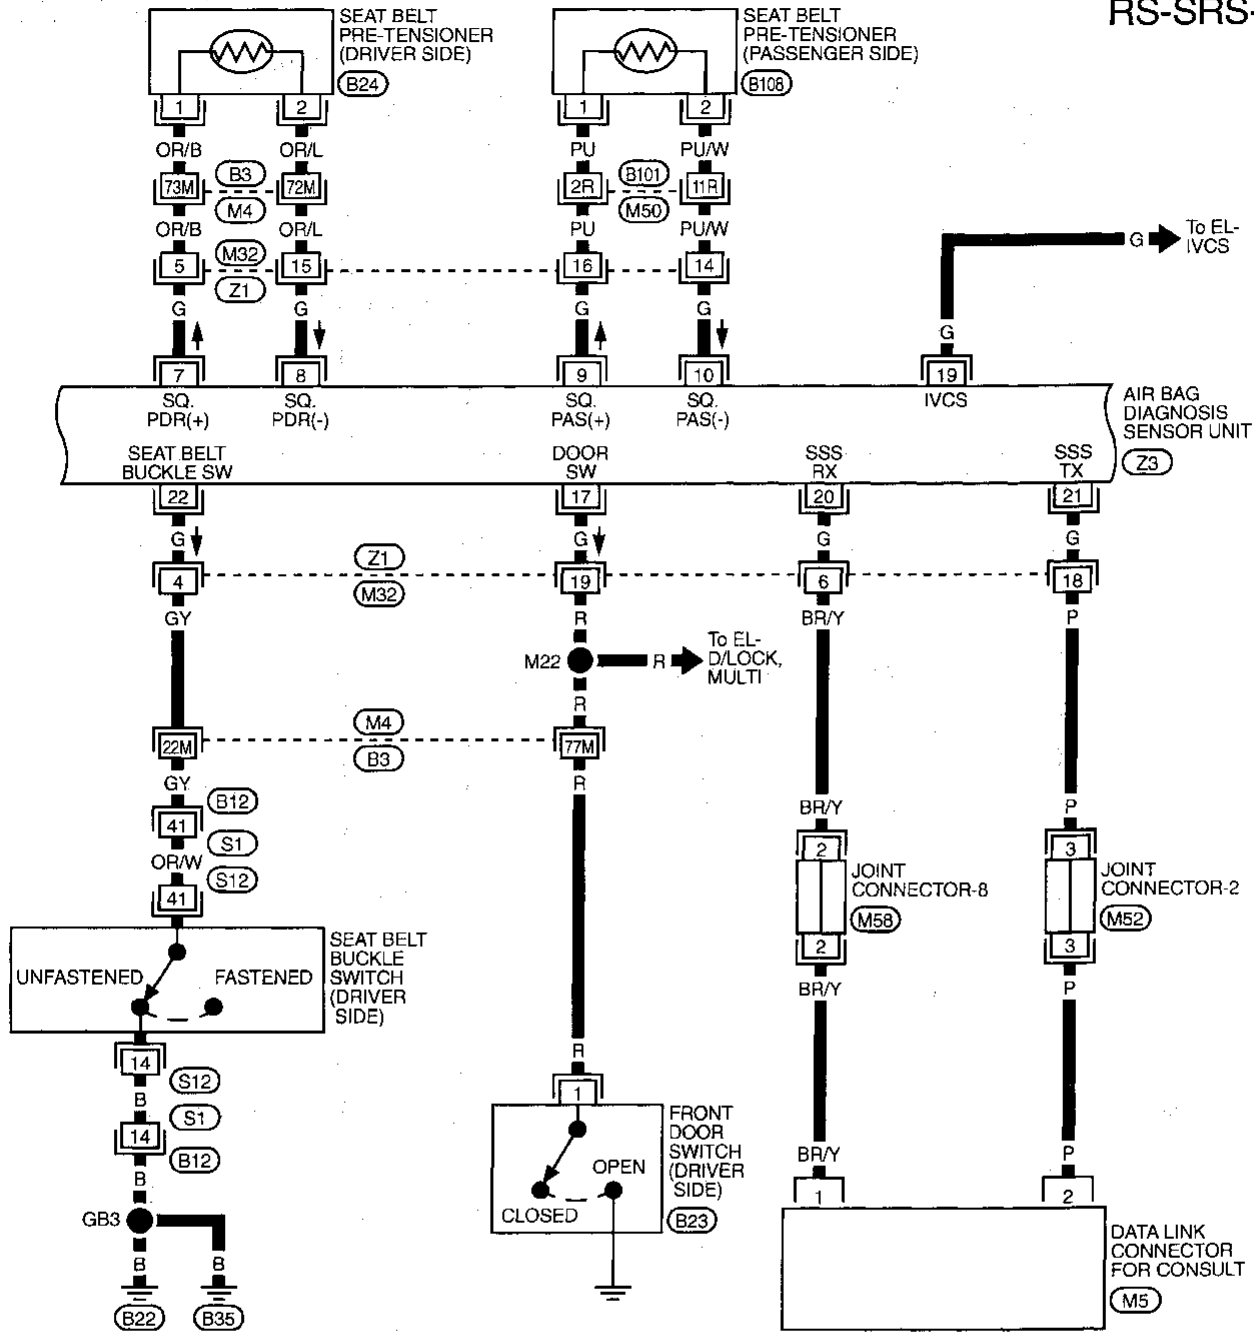 RS-SRS-
SEAT BELT
PRE-TENSIONER
(DRIVER SIDE)
B24
SEAT BELT
PRE-TENSIONER
(PASSENGER SIDE)
B108
1 2 1 2
OR/B OR/L PU PU/W
73M B3 72M 2R B101 11R
M4 M50
OR/B OR/L PU PU/W
To EL-
IVCS
G
5 M32 15 16 14
Z1
G G G G G
7 8 9 10 19
SQ.
PDR(+)
SQ.
PDR(-)
SQ.
PAS(+)
SQ.
PAS(-)
IVCS
AIR BAG
DIAGNOSIS
SENSOR UNIT
Z3
SEAT BELT
BUCKLE SW
DOOR
SW
SSS
RX
SSS
TX
22 17 20 21
G G G G
Z1
4 19 6 18
M32
GY R BR/Y P
M22
R
To EL-
D/LOCK,
MULTI
R
M4
22M 77M
B3
GY R
B12
41
S1
OR/W
S12
41
BR/Y P
2 3
JOINT
CONNECTOR-8
M58
JOINT
CONNECTOR-2
M52
2 3
BR/Y P
SEAT BELT
BUCKLE
SWITCH
(DRIVER
SIDE)
UNFASTENED FASTENED
14
S12
B
S1
14
B12
B
GB3
B B
B22 B35
R
1
FRONT
DOOR
SWITCH
(DRIVER
SIDE)
B23
OPEN
CLOSED
BR/Y P
1 2
DATA LINK
CONNECTOR
FOR CONSULT
M5